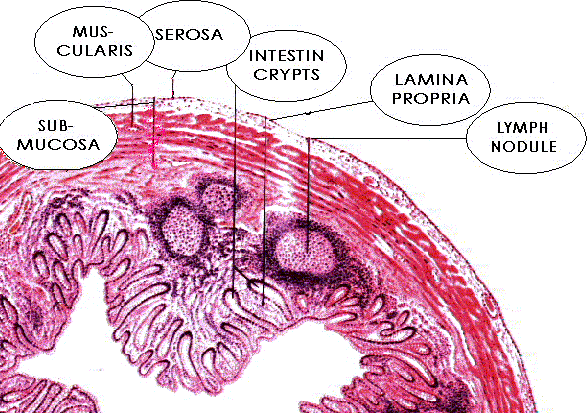 MUS-
CULARIS
SEROSA
INTESTIN
CRYPTS
LAMINA
PROPRIA
SUB-
MUCOSA
LYMPH
NODULE